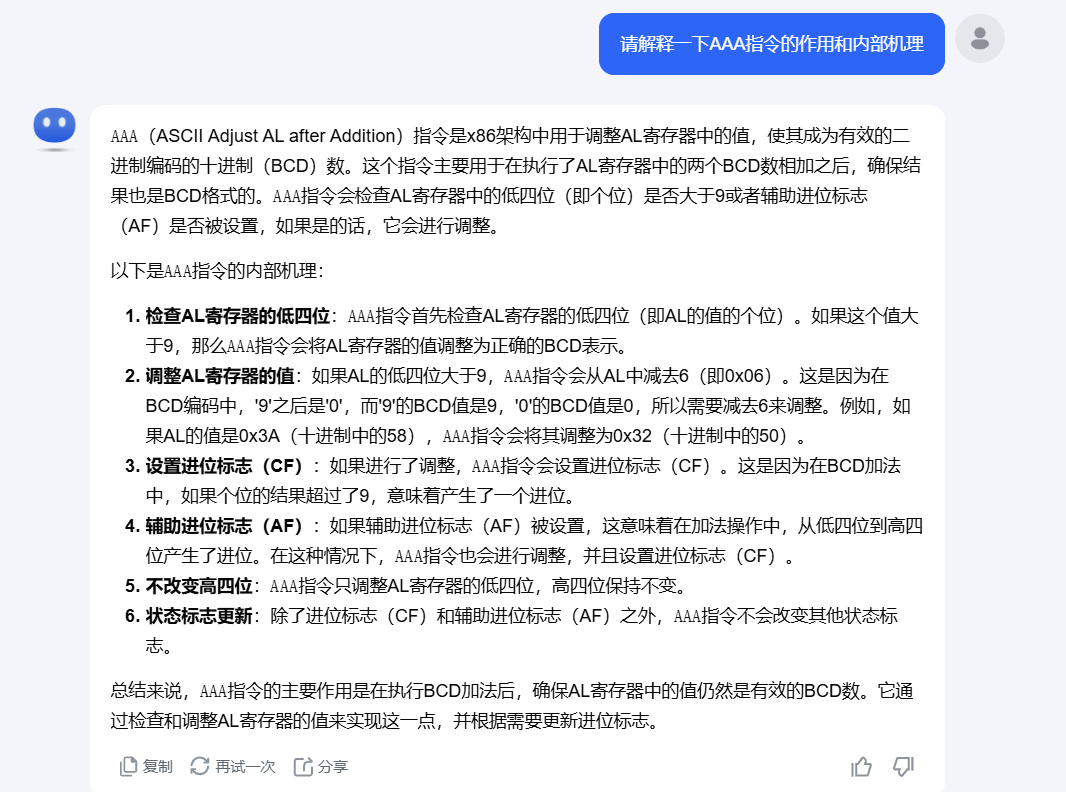 请解释一下AAA指令的作用和内部机理
AAA（ASCII Adjust AL after Addition）指令是x86架构中用于调整AL寄存器中的值，使其成为有效的二
进制编码的十进制（BCD）数。这个指令主要用于在执行了AL寄存器中的两个BCD数相加之后，确保结
果也是BCD格式的。AAA指令会检查AL寄存器中的低四位（即个位）是否大于9或者辅助进位标志
（AF）是否被设置，如果是的话，它会进行调整。
以下是AAA指令的内部机理：
1. 检查AL寄存器的低四位：AAA指令首先检查AL寄存器的低四位（即AL的值的个位）。如果这个值大
于9，那么AAA指令会将AL寄存器的值调整为正确的BCD表示。
2. 调整AL寄存器的值：如果AL的低四位大于9，AAA指令会从AL中减去6（即0x06）。这是因为在
BCD编码中，'9'之后是'0'，而'9'的BCD值是9，'0'的BCD值是0，所以需要减去6来调整。例如，如
果AL的值是0x3A（十进制中的58），AAA指令会将其调整为0x32（十进制中的50）。
3. 设置进位标志（CF）：如果进行了调整，AAA指令会设置进位标志（CF）。这是因为在BCD加法
中，如果个位的结果超过了9，意味着产生了一个进位。
4. 辅助进位标志（AF）：如果辅助进位标志（AF）被设置，这意味着在加法操作中，从低四位到高四
位产生了进位。在这种情况下，AAA指令也会进行调整，并且设置进位标志（CF）。
5. 不改变高四位：AAA指令只调整AL寄存器的低四位，高四位保持不变。
6. 状态标志更新：除了进位标志（CF）和辅助进位标志（AF）之外，AAA指令不会改变其他状态标
志。
总结来说，AAA指令的主要作用是在执行BCD加法后，确保AL寄存器中的值仍然是有效的BCD数。它通
过检查和调整AL寄存器的值来实现这一点，并根据需要更新进位标志。
复制 再试一次 分享